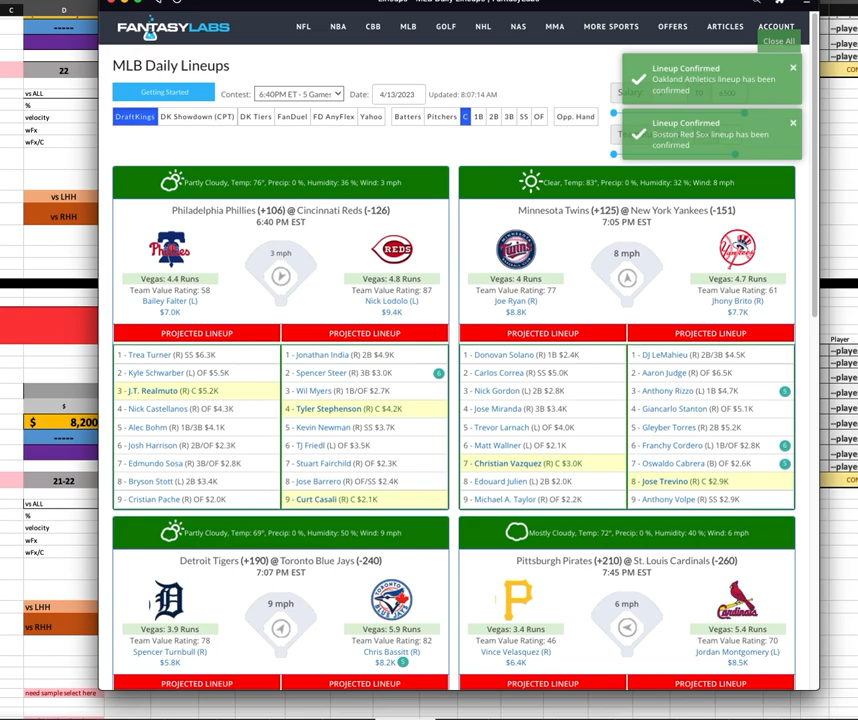 FANTASYLABS
NFL NBA CBB MLB GOLF NHL NAS MMA MORE SPORTS OFFERS ARTICLES ACCOUNT
Close All
MLB Daily Lineups
Getting Started
Contest: 6:40PM ET - 5 Games
Date: 4/13/2023
Updated: 8:07:14 AM
DraftKings DK Showdown (CPT) DK Tiers FanDuel FD AnyFlex Yahoo
Batters Pitchers C 1B 2B 3B SS OF
Opp. Hand
Lineup Confirmed
Oakland Athletics lineup has been
confirmed
Lineup Confirmed
Boston Red Sox lineup has been
confirmed
Partly Cloudy, Temp: 76°, Precip: 0 %, Humidity: 36 %; Wind: 3 mph
Philadelphia Phillies (+106) @ Cincinnati Reds (-126)
6:40 PM EST
3 mph
Vegas: 4.4 Runs
Team Value Rating: 58
Bailey Falter (L)
$7.0K
Vegas: 4.8 Runs
Team Value Rating: 87
Nick Lodolo (L)
$9.4K
PROJECTED LINEUP
1 - Trea Turner (R) SS $6.3K
2 - Kyle Schwarber (L) OF $5.5K
3 - J.T. Realmuto (R) C $5.2K
4 - Nick Castellanos (R) OF $4.3K
5 - Alec Bohm (R) 1B/3B $4.1K
6 - Josh Harrison (R) 2B/OF $2.3K
7 - Edmundo Sosa (R) 3B/OF $2.8K
8 - Bryson Stott (L) 2B $3.4K
9 - Cristian Pache (R) OF $2.0K
PROJECTED LINEUP
1 - Jonathan India (R) 2B $4.9K
2 - Spencer Steer (R) 3B $3.0K
6
3 - Wil Myers (R) 1B/OF $2.7K
4 - Tyler Stephenson (R) C $4.2K
5 - Kevin Newman (R) SS $3.7K
6 - TJ Friedl (L) OF $3.5K
7 - Stuart Fairchild (R) OF $2.3K
8 - Jose Barrero (R) OF/SS $2.4K
9 - Curt Casali (R) C $2.1K
Clear, Temp: 83°, Precip: 0 %, Humidity: 32 %; Wind: 8 mph
Minnesota Twins (+125) @ New York Yankees (-151)
7:05 PM EST
8 mph
Vegas: 4 Runs
Team Value Rating: 77
Joe Ryan (R)
$8.8K
Vegas: 4.7 Runs
Team Value Rating: 61
Jhony Brito (R)
$7.7K
PROJECTED LINEUP
1 - Donovan Solano (R) 1B $2.4K
2 - Carlos Correa (R) SS $5.0K
3 - Nick Gordon (L) 2B $2.8K
4 - Jose Miranda (R) 3B $3.4K
5 - Trevor Larnach (L) OF $4.0K
6 - Matt Wallner (L) OF $2.1K
7 - Christian Vazquez (R) C $3.0K
8 - Edouard Julien (L) 2B $2.0K
9 - Michael A. Taylor (R) OF $2.2K
PROJECTED LINEUP
1 - DJ LeMahieu (R) 2B/3B $4.5K
2 - Aaron Judge (R) OF $6.5K
3 - Anthony Rizzo (L) 1B $4.7K
5
4 - Giancarlo Stanton (R) OF $5.1K
5 - Gleyber Torres (R) 2B $5.2K
6 - Franchy Cordero (L) 1B/OF $2.8K
6
7 - Oswaldo Cabrera (B) OF $2.6K
5
8 - Jose Trevino (R) C $2.9K
9 - Anthony Volpe (R) SS $2.9K
Partly Cloudy, Temp: 69°, Precip: 0 %, Humidity: 50 %; Wind: 9 mph
Detroit Tigers (+190) @ Toronto Blue Jays (-240)
7:07 PM EST
9 mph
Vegas: 3.9 Runs
Team Value Rating: 78
Spencer Turnbull (R)
$5.8K
Vegas: 5.9 Runs
Team Value Rating: 82
Chris Bassitt (R)
$8.2K 5
PROJECTED LINEUP
PROJECTED LINEUP
Mostly Cloudy, Temp: 72°, Precip: 0 %, Humidity: 40 %; Wind: 6 mph
Pittsburgh Pirates (+210) @ St. Louis Cardinals (-260)
7:45 PM EST
6 mph
Vegas: 3.4 Runs
Team Value Rating: 46
Vince Velasquez (R)
$6.4K
Vegas: 5.4 Runs
Team Value Rating: 70
Jordan Montgomery (L)
$8.5K
PROJECTED LINEUP
PROJECTED LINEUP
C D
-----
22
vs ALL
%
velocity
wFx
wFx/C
vs LHH
vs RHH
$
$ 8,200
-----
21-22
vs ALL
%
velocity
wFx
wFx/C
vs LHH
vs RHH
need sample select here
Player